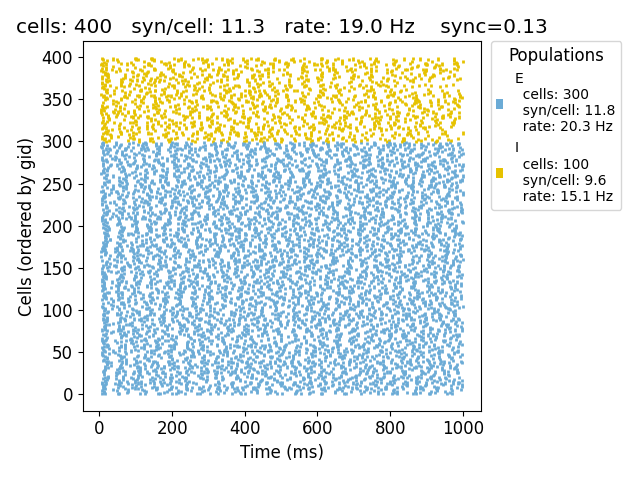 cells: 400   syn/cell: 11.3   rate: 19.0 Hz    sync=0.13
Populations
E
cells: 300
syn/cell: 11.8
rate: 20.3 Hz
I
cells: 100
syn/cell: 9.6
rate: 15.1 Hz
Cells (ordered by gid)
400
350
300
250
200
150
100
50
0
0 200 400 600 800 1000
Time (ms)